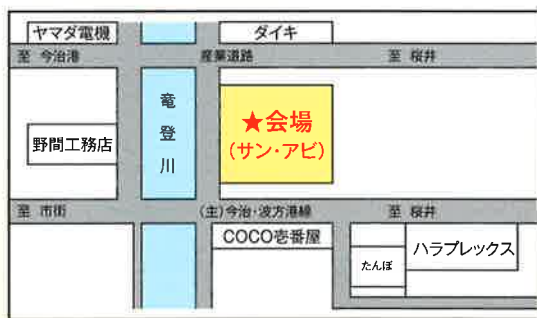 ヤマダ電機
ダイキ
至 今治港
産業道路
至 桜井
竜登川
★会場
(サン・アビ)
野間工務店
至 市街
(主)今治・波方港線
至 桜井
COCO壱番屋
たんぼ
ハラプレックス